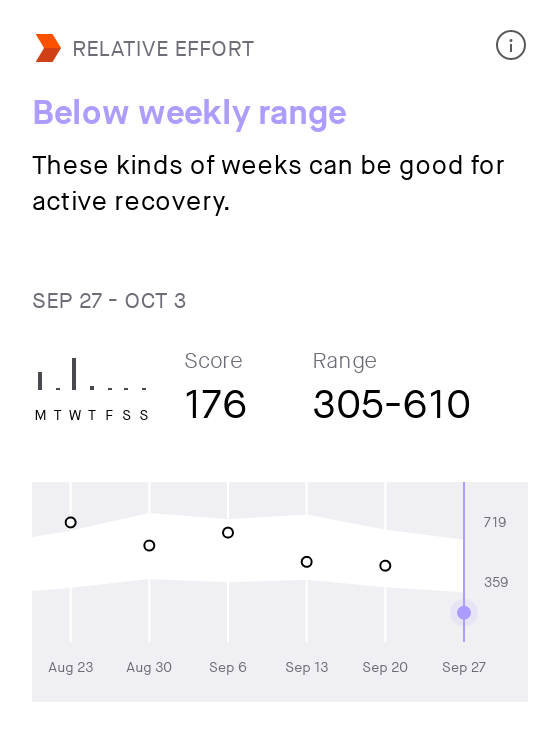 RELATIVE EFFORT
Below weekly range
These kinds of weeks can be good for
active recovery.
SEP 27 - OCT 3
Score Range
176 305-610
M T W T F S S
719
359
Aug 23 Aug 30 Sep 6 Sep 13 Sep 20 Sep 27